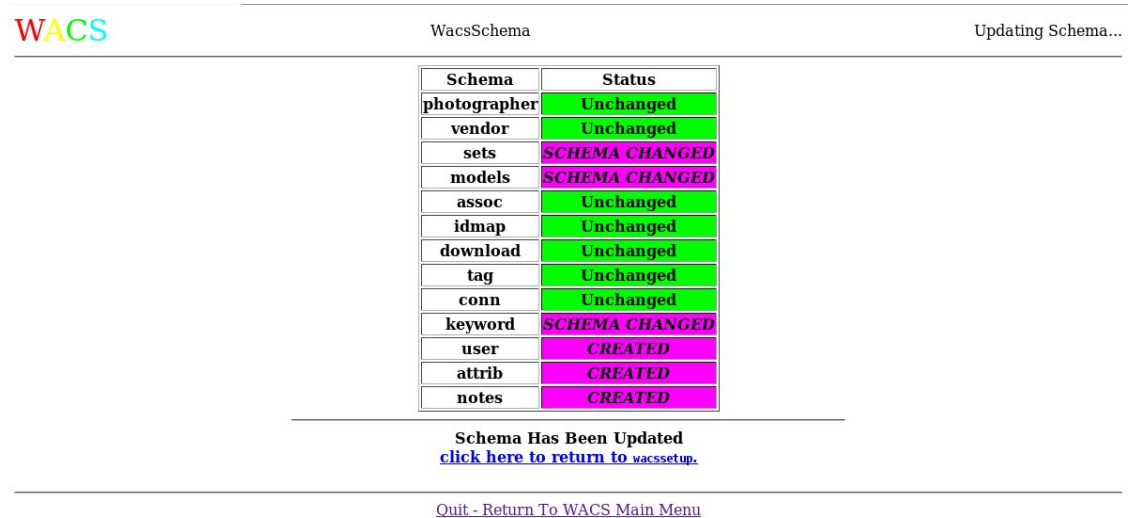 WACS WacsSchema Updating Schema...
Schema Status
photographer Unchanged
vendor Unchanged
sets SCHEMA CHANGED
models SCHEMA CHANGED
assoc Unchanged
idmap Unchanged
download Unchanged
tag Unchanged
conn Unchanged
keyword SCHEMA CHANGED
user CREATED
attrib CREATED
notes CREATED
Schema Has Been Updated
click here to return to wacssetup.
Quit - Return To WACS Main Menu